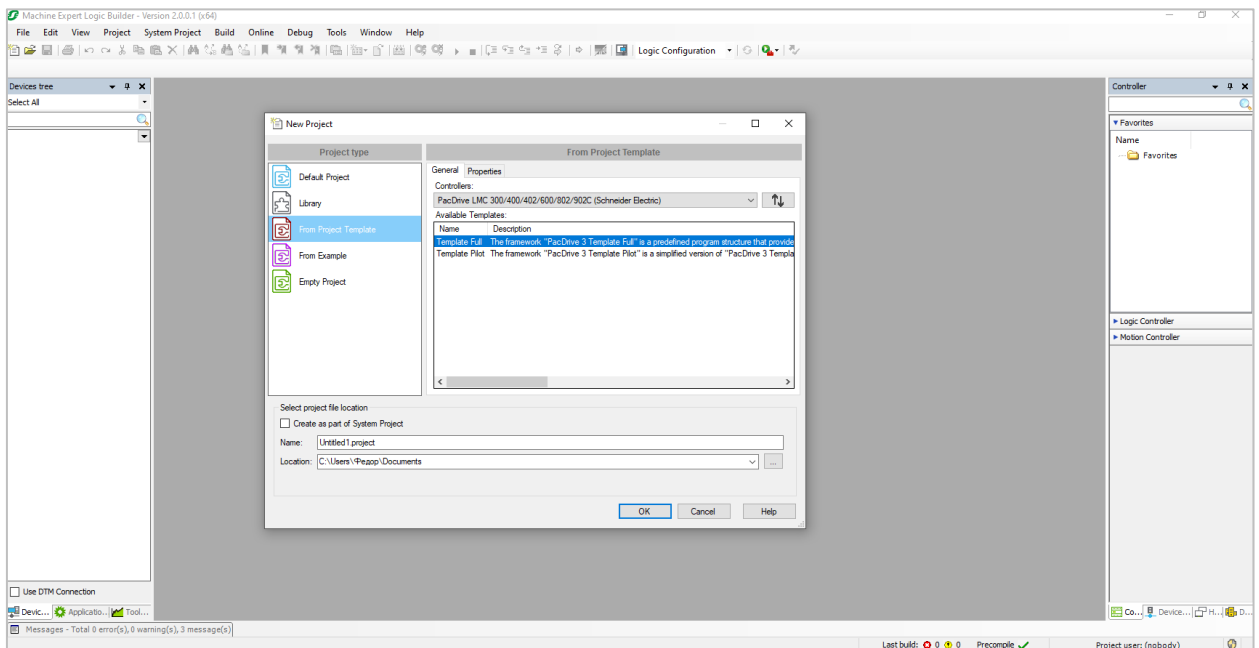 Machine Expert Logic Builder - Version 2.0.0.1 (x64)
File Edit View Project System Project Build Online Debug Tools Window Help
Logic Configuration
Devices tree
Select All
Controller
Favorites
Name
Favorites
Logic Controller
Motion Controller
New Project
Project type
From Project Template
Default Project
Library
From Project Template
From Example
Empty Project
General Properties
Controllers:
PacDrive LMC 300/400/402/600/802/902C (Schneider Electric)
Available Templates:
Name Description
Template Full The framework "PacDrive 3 Template Full" is a predefined program structure that provide
Template Pilot The framework "PacDrive 3 Template Pilot" is a simplified version of "PacDrive 3 Templa
Select project file location
Create as part of System Project
Name: Untitled1.project
Location: C:\Users\Федор\Documents
...
OK Cancel Help
Use DTM Connection
Devic... Applicatio... Tool...
Co... Device... H... D...
Messages - Total 0 error(s), 0 warning(s), 3 message(s)
Last build: 0 0 Precompile Project user: (nobody)